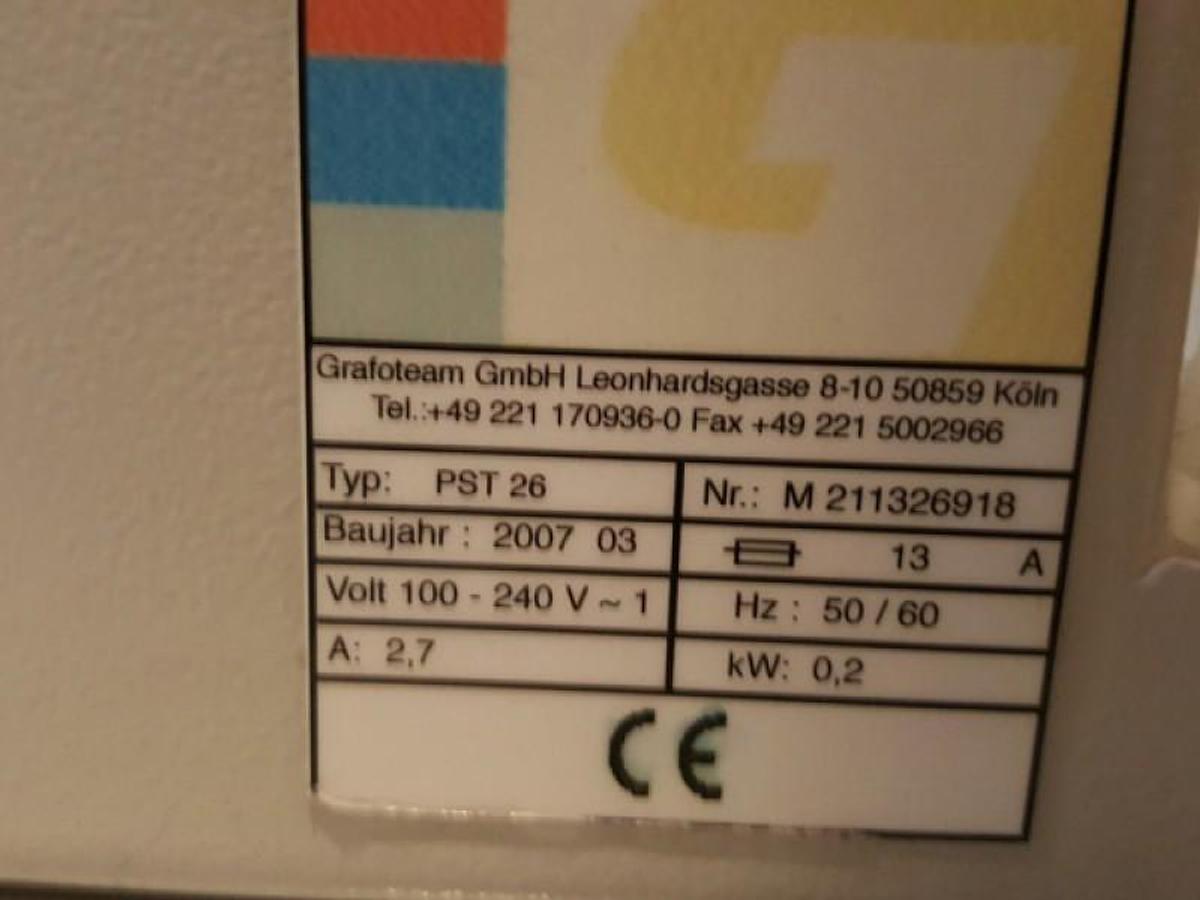 Grafoteam GmbH Leonhardsgasse 8-10 50859 Köln
Tel.:+49 221 170936-0 Fax +49 221 5002966
Typ: PST 26 Nr.: M 211326918
Baujahr : 2007 03 13 A
Volt 100 - 240 V ~ 1 Hz : 50 / 60
A: 2,7 kW: 0,2
CE